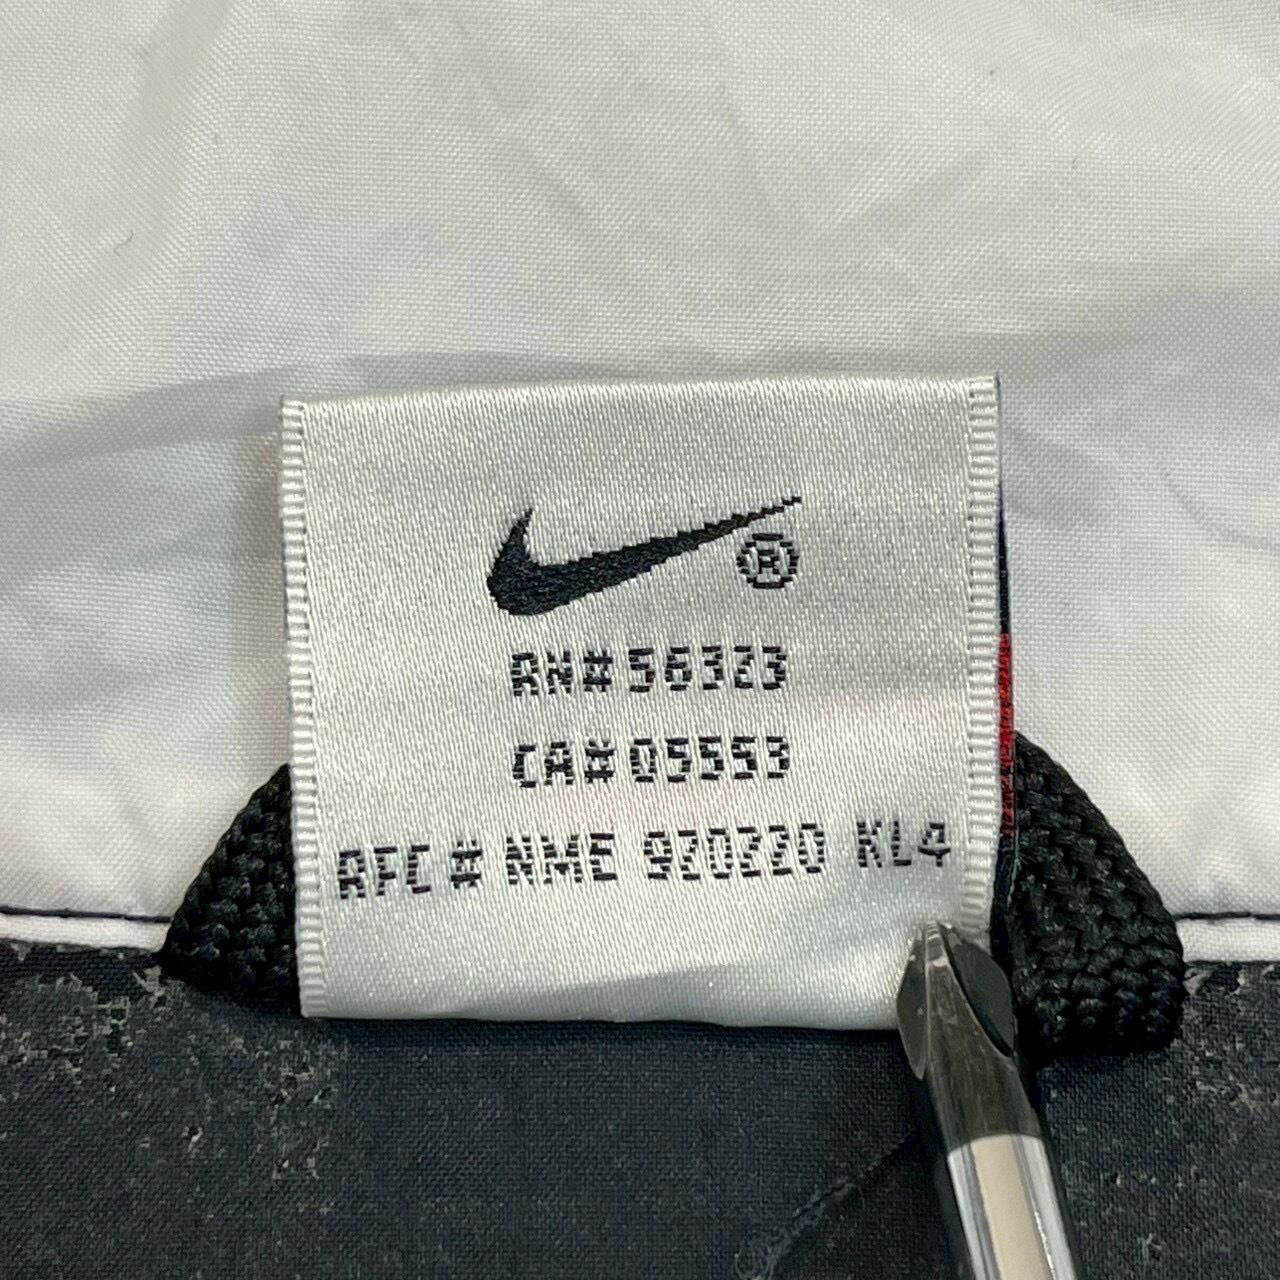 ®
RN# 56323
CA# 05553
RFC # NME 920220 KL4